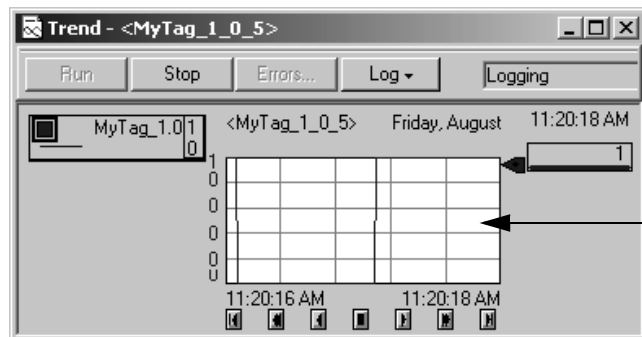 Trend - <MyTag_1_0_5>
Run Stop Errors... Log Logging
MyTag_1.0 1 <MyTag_1_0_5> Friday, August 11:20:18 AM
0
1 1
0
0
0
0
0
11:20:16 AM 11:20:18 AM